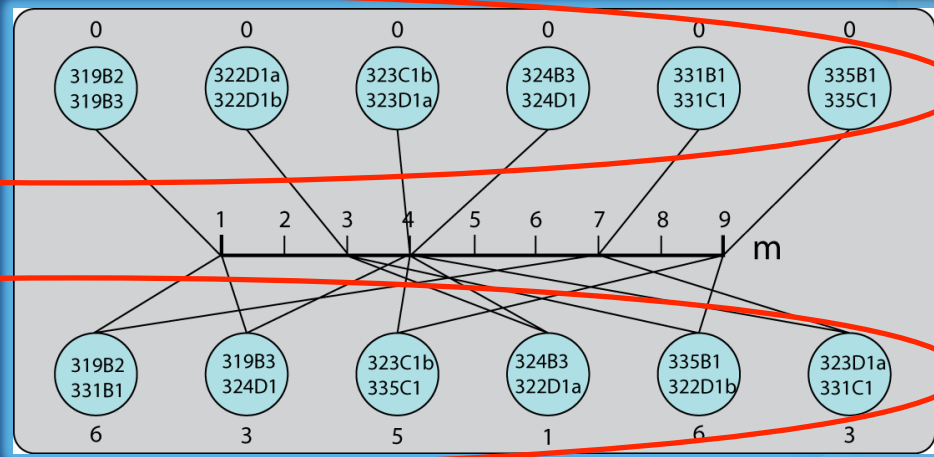 0 0 0 0 0 0
319B2 322D1a 323C1b 324B3 331B1 335B1
319B3 322D1b 323D1a 324D1 331C1 335C1
1 2 3 4 5 6 7 8 9
m
319B2 319B3 323C1b 324B3 335B1 323D1a
331B1 324D1 335C1 322D1a 322D1b 331C1
6 3 5 1 6 3